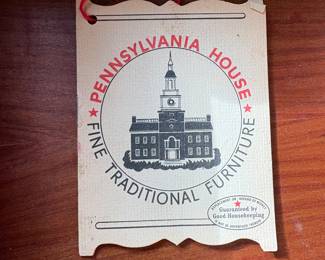 ★ PENNSYLVANIA HOUSE ★
FINE TRADITIONAL FURNITURE
Guaranteed by
Good Housekeeping